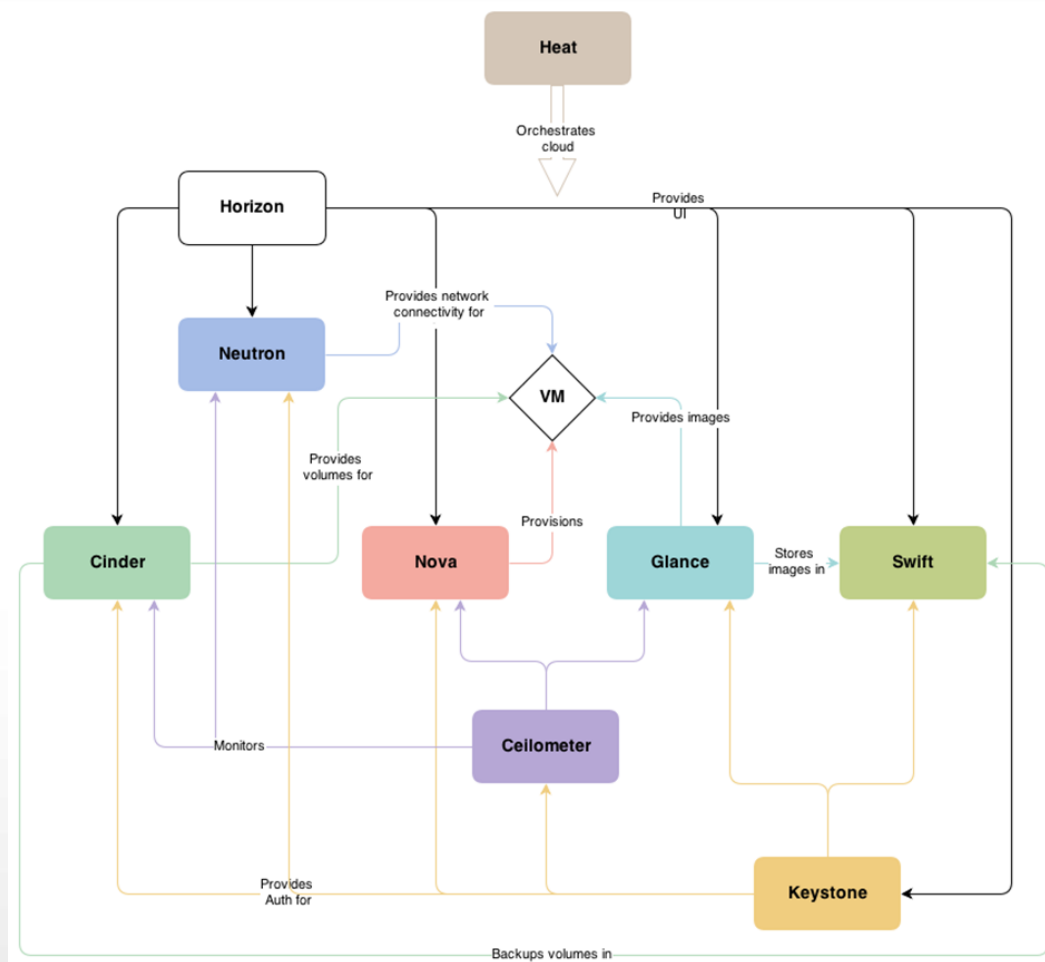 Heat
Orchestrates
cloud
Horizon
Provides
UI
Provides network
connectivity for
Neutron
VM
Provides images
Provides
volumes for
Provisions
Cinder
Nova
Glance
Stores
images in
Swift
Ceilometer
Monitors
Provides
Auth for
Keystone
Backups volumes in